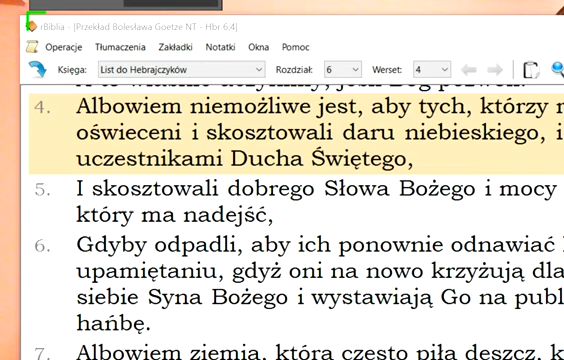 rBiblia - [Przekład Bolesława Goetze NT - Hbr 6:4]
Operacje Tłumaczenia Zakładki Notatki Okna Pomoc
Księga: List do Hebrajczyków Rozdział: 6 Werset: 4
4. Albowiem niemożliwe jest, aby tych, którzy
oświeceni i skosztowali daru niebieskiego, i
uczestnikami Ducha Świętego,
5. I skosztowali dobrego Słowa Bożego i mocy
który ma nadejść,
6. Gdyby odpadli, aby ich ponownie odnawiać
upamiętaniu, gdyż oni na nowo krzyżują dla
siebie Syna Bożego i wystawiają Go na publ
hańbę.
7. Albowiem ziemia, która często piła deszcz, k